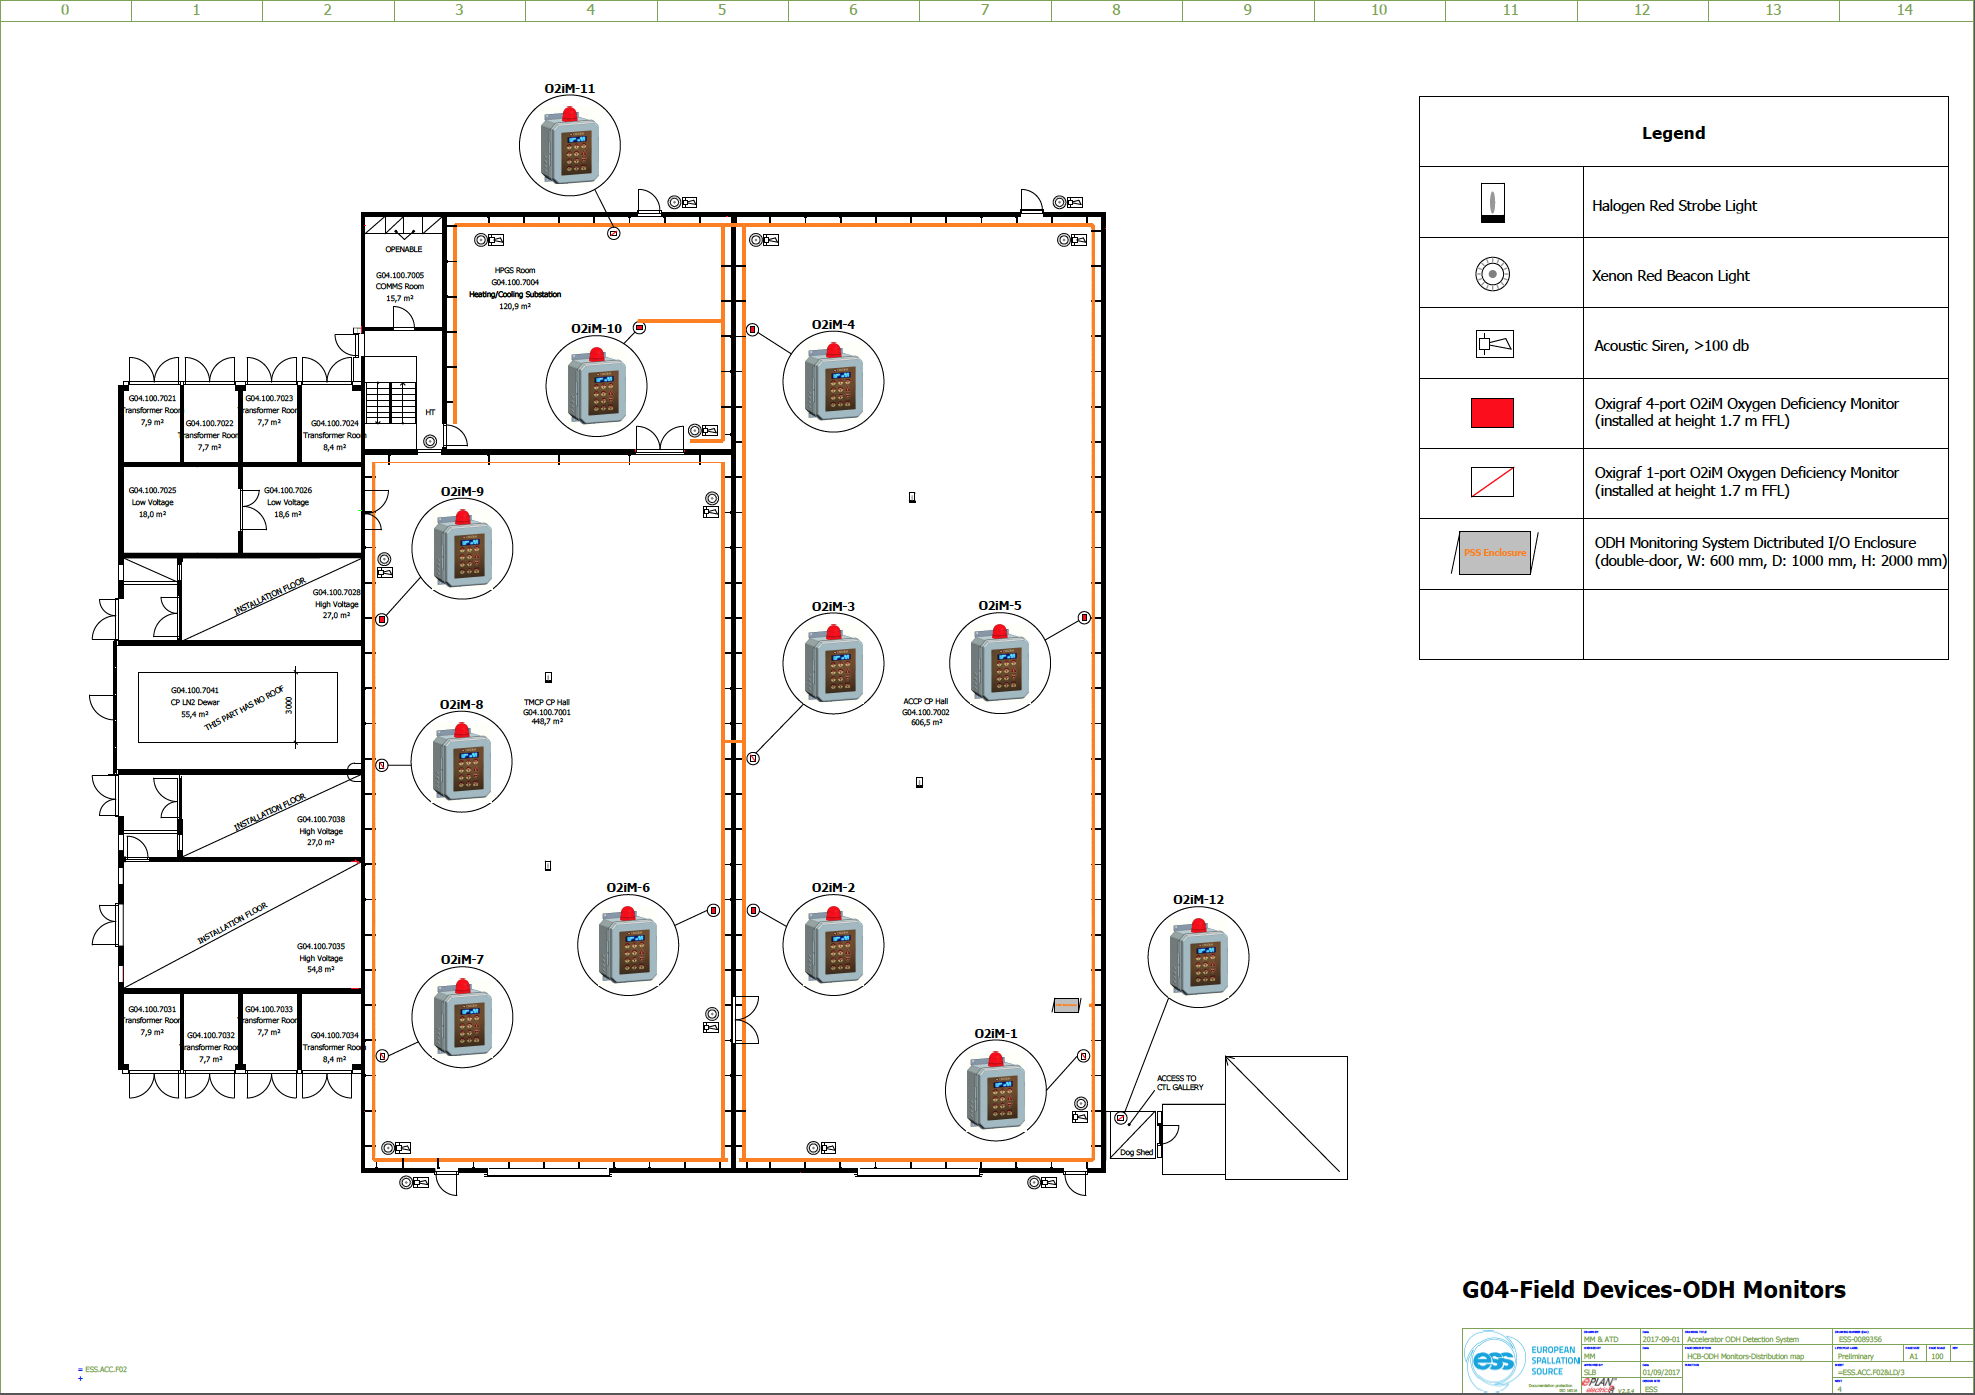 0 1 2 3 4 5 6 7 8 9 10 11 12 13 14
O2iM-11
Legend
Halogen Red Strobe Light
Xenon Red Beacon Light
Acoustic Siren, >100 db
Oxigraf 4-port O2iM Oxygen Deficiency Monitor
(installed at height 1.7 m FFL)
Oxigraf 1-port O2iM Oxygen Deficiency Monitor
(installed at height 1.7 m FFL)
PSS Enclosure
ODH Monitoring System Dictributed I/O Enclosure
(double-door, W: 600 mm, D: 1000 mm, H: 2000 mm)
OPENABLE
G04.100.7005
COMMS Room
15,7 m²
HPGS Room
G04.100.7004
Heating/Cooling Substation
120,9 m²
O2iM-10
O2iM-4
HT
G04.100.7021
Transformer Room
7,9 m²
G04.100.7022
Transformer Room
7,7 m²
G04.100.7023
Transformer Room
7,7 m²
G04.100.7024
Transformer Room
8,4 m²
G04.100.7025
Low Voltage
18,0 m²
G04.100.7026
Low Voltage
18,6 m²
O2iM-9
INSTALLATION FLOOR
G04.100.7028
High Voltage
27,0 m²
O2iM-3
O2iM-5
G04.100.7041
CP LN2 Dewar
55,4 m²
THIS PART HAS NO ROOF
3000
O2iM-8
TMCP CP Hall
G04.100.7001
448,7 m²
ACCP CP Hall
G04.100.7002
606,5 m²
INSTALLATION FLOOR
G04.100.7038
High Voltage
27,0 m²
INSTALLATION FLOOR
G04.100.7035
High Voltage
54,8 m²
O2iM-6
O2iM-2
O2iM-12
O2iM-7
O2iM-1
G04.100.7031
Transformer Room
7,9 m²
G04.100.7032
Transformer Room
7,7 m²
G04.100.7033
Transformer Room
7,7 m²
G04.100.7034
Transformer Room
8,4 m²
ACCESS TO
CTL GALLERY
Dog Shed
G04-Field Devices-ODH Monitors
ess
EUROPEAN
SPALLATION
SOURCE
MM & ATD
2017-09-01
Accelerator ODH Detection System
ESS-0089356
MM
HCB-ODH Monitors-Distribution map
Preliminary
A1
100
SLB
01/09/2017
=ESS.ACC.F02&LD/3
EPLAN
electric
V 2.5.4
ESS
4
= ESS.ACC.F02
+